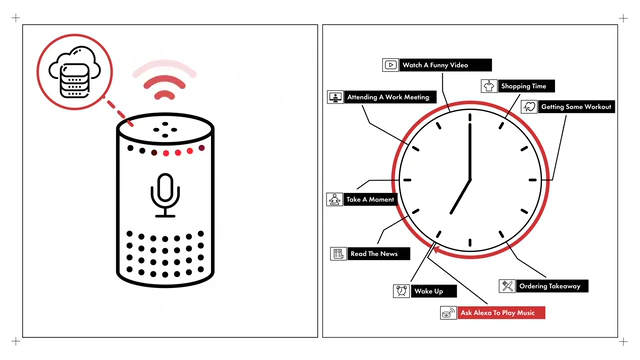 Watch A Funny Video
Shopping Time
Attending A Work Meeting
Getting Some Workout
Take A Moment
Read The News
Wake Up
Ordering Takeaway
Ask Alexa To Play Music